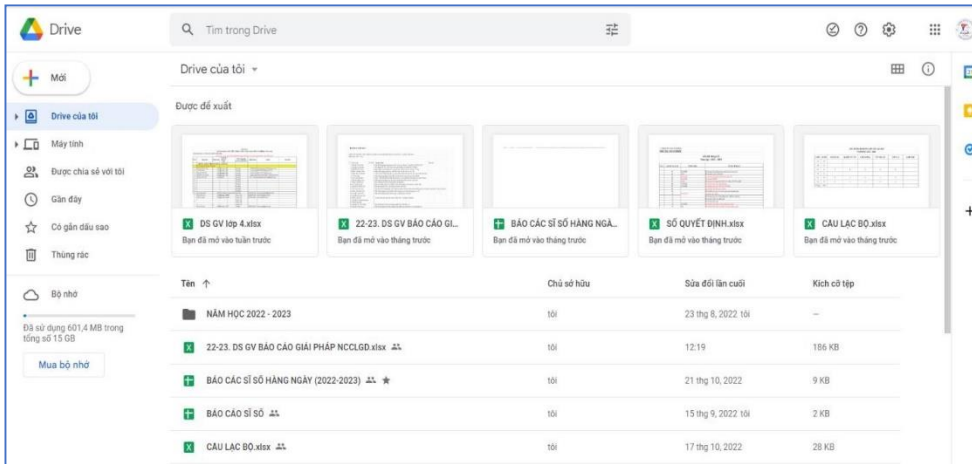 Drive
Tìm trong Drive
Mới
Drive của tôi
Máy tính
Được chia sẻ với tôi
Gần đây
Có gắn dấu sao
Thùng rác
Bộ nhớ
Đã sử dụng 601,4 MB trong
tổng số 15 GB
Mua bộ nhớ
Drive của tôi
Được đề xuất
DS GV lớp 4.xlsx
Bạn đã mở vào tuần trước
22-23. DS GV BÁO CÁO GI...
Bạn đã mở vào tháng trước
BÁO CÁC SĨ SỐ HÀNG NGÀ...
Bạn đã mở vào tháng trước
SỔ QUYẾT ĐỊNH.xlsx
Bạn đã mở vào tháng trước
CÂU LẠC BỘ.xlsx
Bạn đã mở vào tháng trước
Tên Chủ sở hữu Sửa đổi lần cuối Kích cỡ tệp
NĂM HỌC 2022 - 2023 tôi 23 thg 8, 2022 tôi –
22-23. DS GV BÁO CÁO GIẢI PHÁP NCCLGD.xlsx tôi 12:19 186 KB
BÁO CÁC SĨ SỐ HÀNG NGÀY (2022-2023) tôi 21 thg 10, 2022 9 KB
BÁO CÁO SĨ SỐ tôi 15 thg 9, 2022 tôi 2 KB
CÂU LẠC BỘ.xlsx tôi 17 thg 10, 2022 28 KB